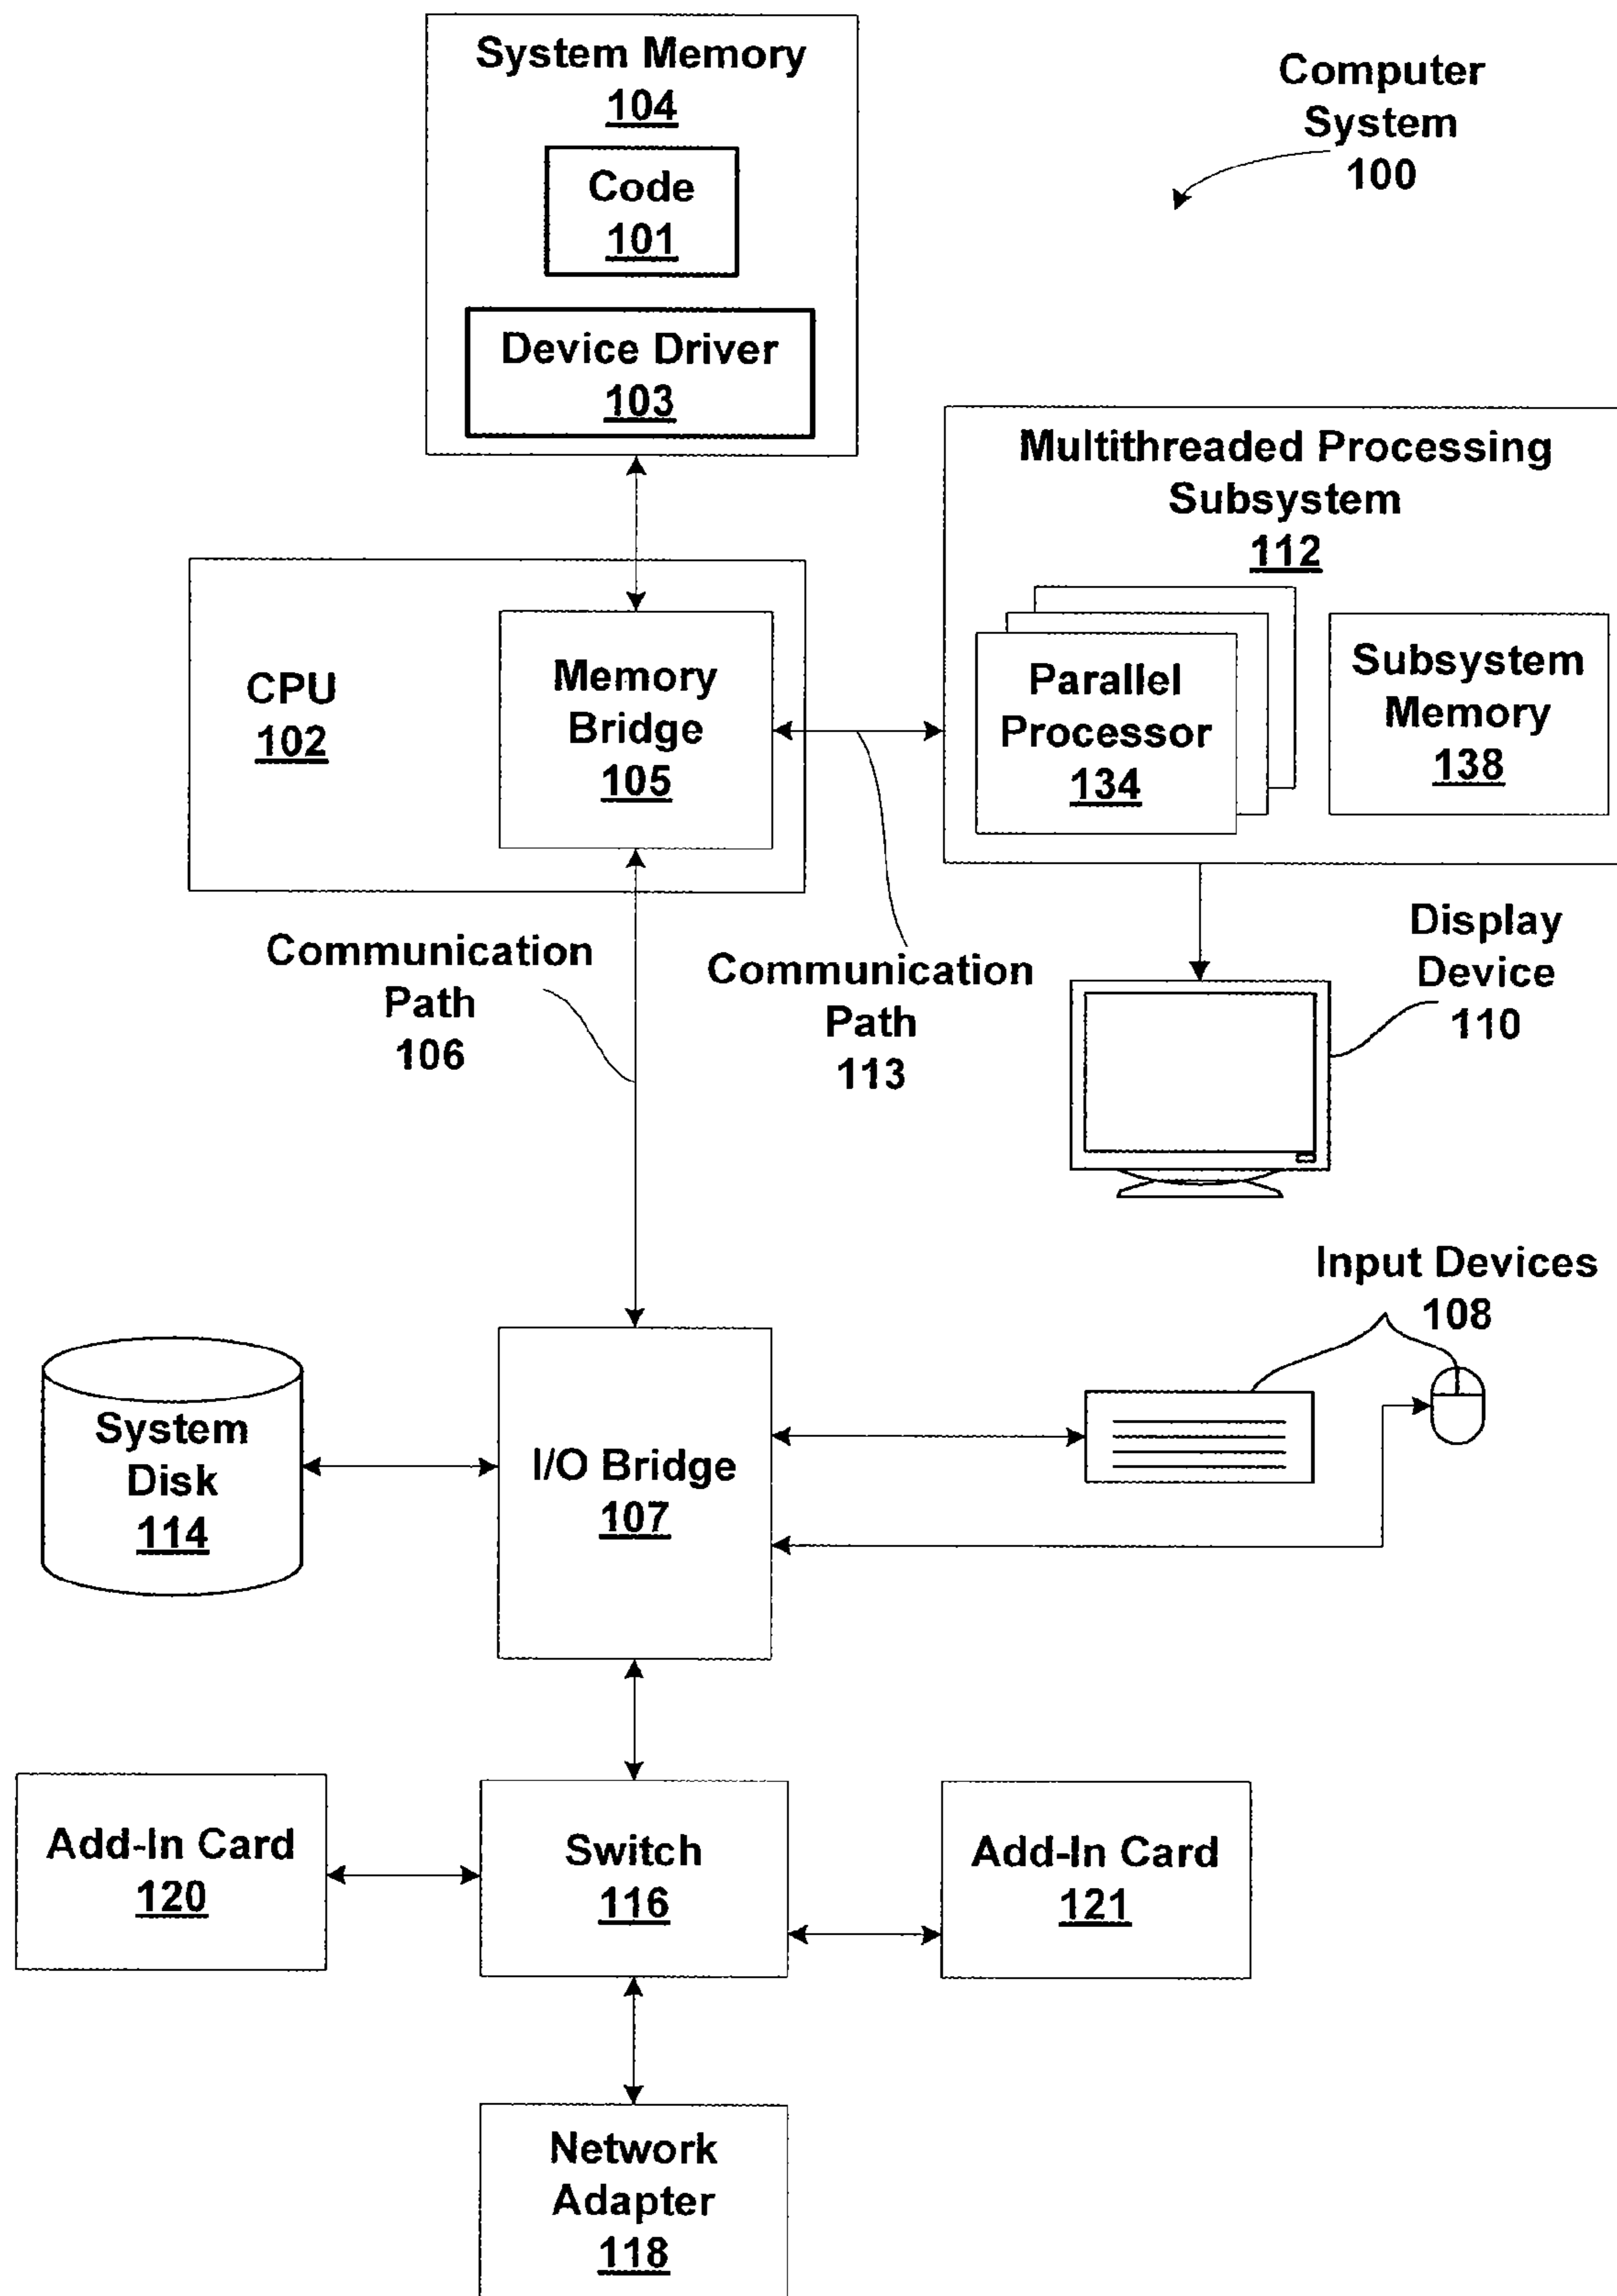 System Memory
104
Code
101
Device Driver
103
Computer
System
100
Multithreaded Processing
Subsystem
112
Parallel
Processor
134
Subsystem
Memory
138
CPU
102
Memory
Bridge
105
Communication
Path
106
Communication
Path
113
Display
Device
110
Input Devices
108
System
Disk
114
I/O Bridge
107
Add-In Card
120
Switch
116
Add-In Card
121
Network
Adapter
118